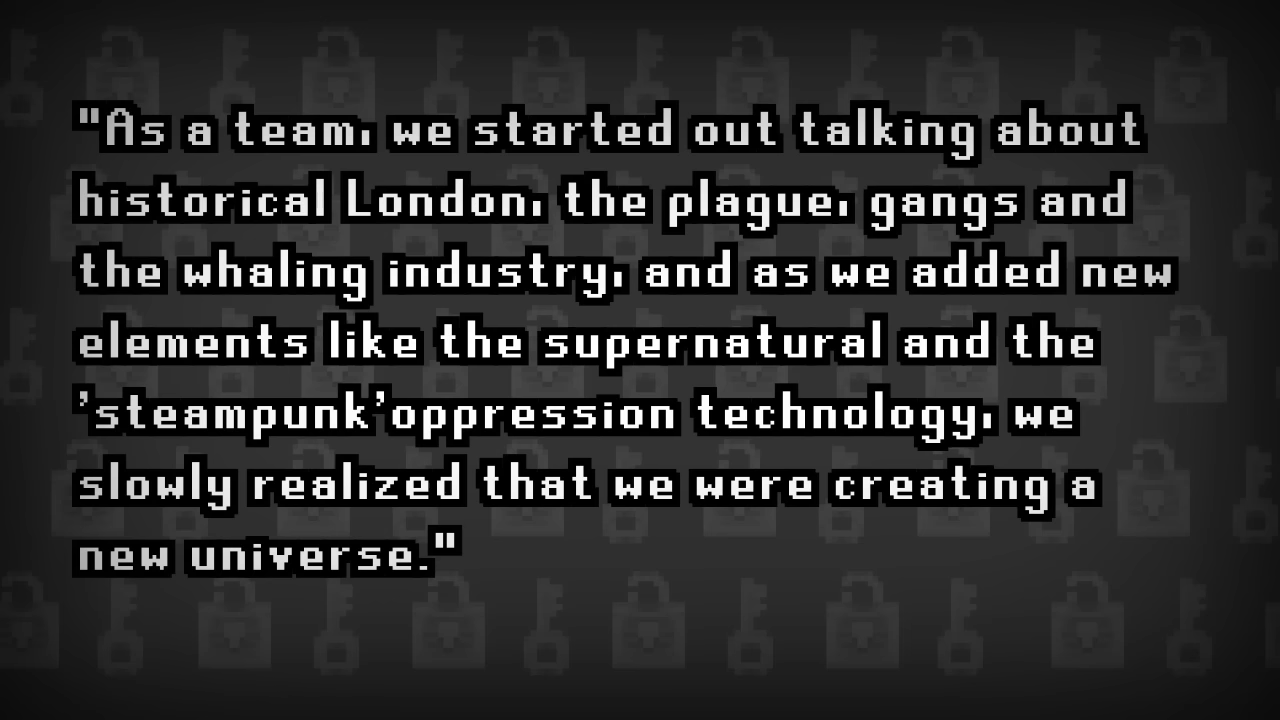 "As a team, we started out talking about
historical London, the plague, gangs and
the whaling industry, and as we added new
elements like the supernatural and the
'steampunk'oppression technology, we
slowly realized that we were creating a
new universe."